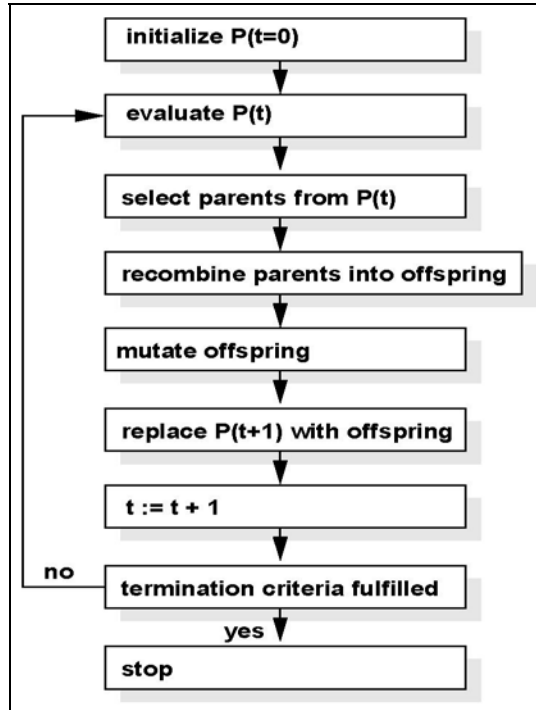 initialize P(t=0)
evaluate P(t)
select parents from P(t)
recombine parents into offspring
mutate offspring
replace P(t+1) with offspring
t := t + 1
no
termination criteria fulfilled
yes
stop